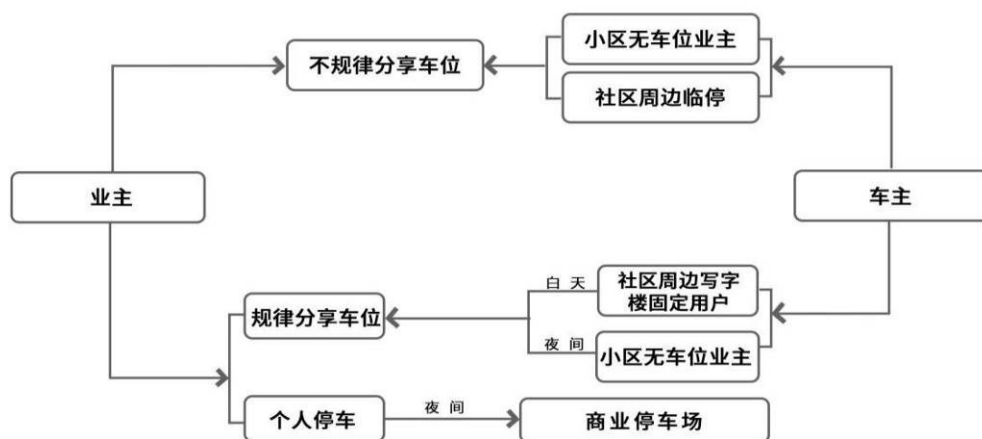 小区无车位业主
不规律分享车位
社区周边临停
业主
车主
白天
社区周边写字
楼固定用户
规律分享车位
夜间
小区无车位业主
个人停车
夜间
商业停车场